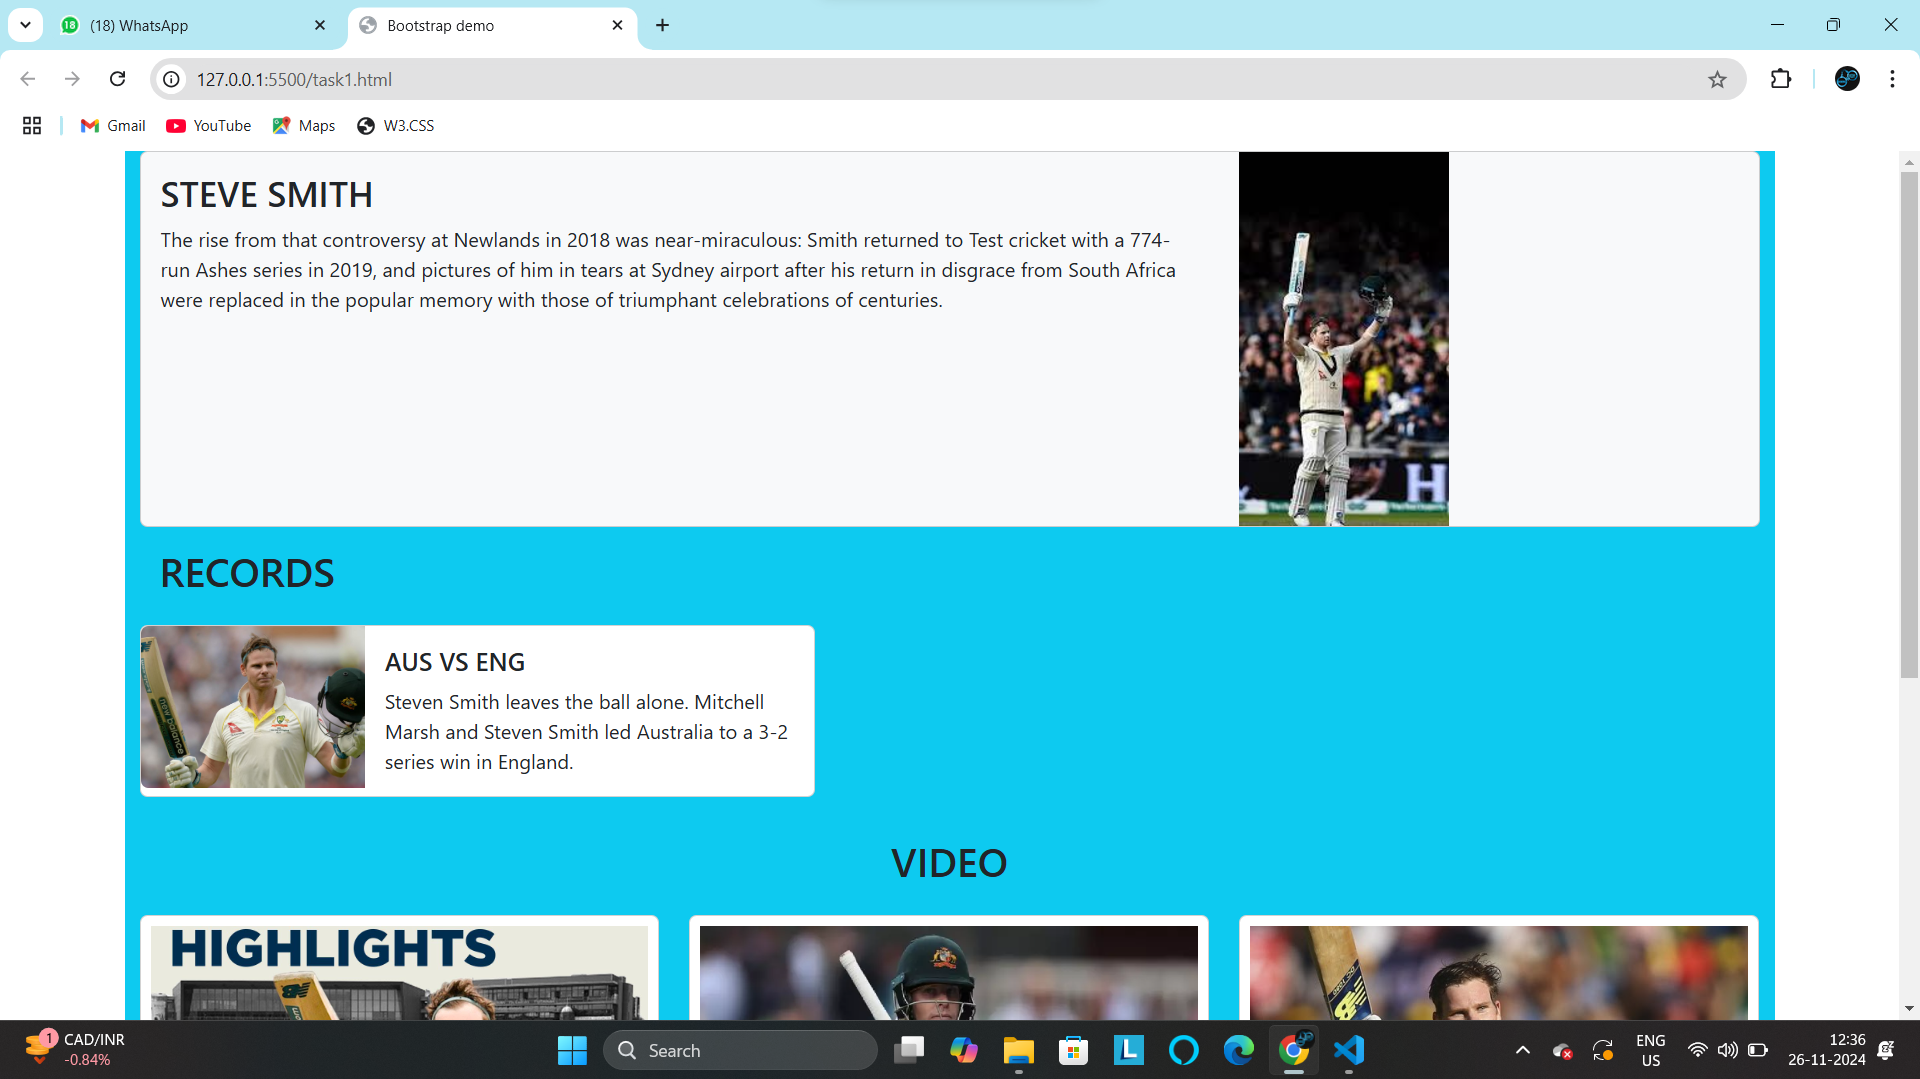 18
(18) WhatsApp
Bootstrap demo
127.0.0.1:5500/task1.html
Gmail
YouTube
Maps
W3.CSS
STEVE SMITH
The rise from that controversy at Newlands in 2018 was near-miraculous: Smith returned to Test cricket with a 774-
run Ashes series in 2019, and pictures of him in tears at Sydney airport after his return in disgrace from South Africa
were replaced in the popular memory with those of triumphant celebrations of centuries.
H
RECORDS
new balance
AUS VS ENG
Steven Smith leaves the ball alone. Mitchell
Marsh and Steven Smith led Australia to a 3-2
series win in England.
VIDEO
HIGHLIGHTS
1
CAD/INR
-0.84%
Search
L
ENG
US
12:36
26-11-2024